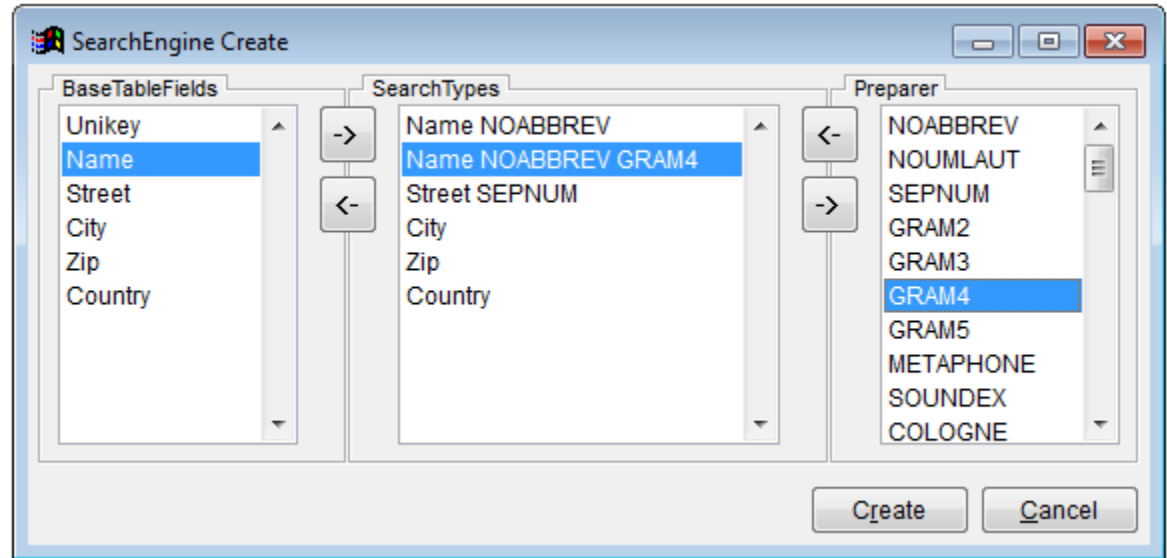 SearchEngine Create
BaseTableFields
Unikey
Name
Street
City
Zip
Country
->
<-
SearchTypes
Name NOABBREV
Name NOABBREV GRAM4
Street SEPNUM
City
Zip
Country
<-
->
Preparer
NOABBREV
NOUMLAUT
SEPNUM
GRAM2
GRAM3
GRAM4
GRAM5
METAPHONE
SOUNDEX
COLOGNE
Create
Cancel